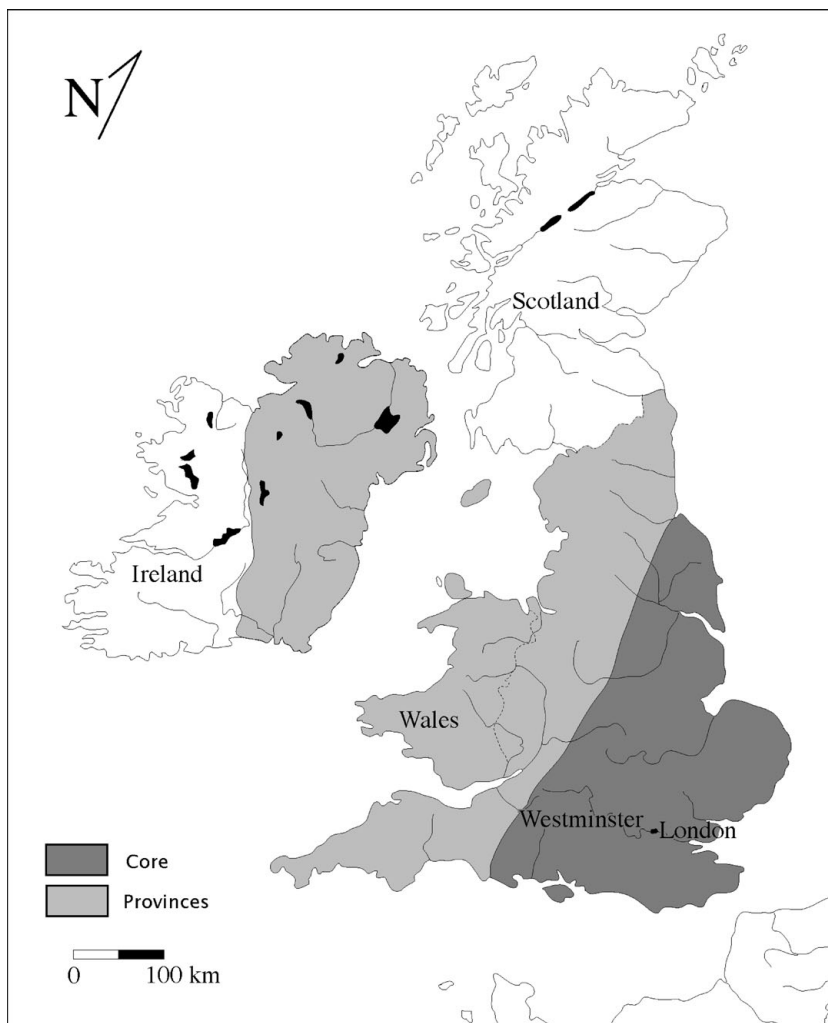 N
Scotland
Ireland
Wales
Westminster
London
Core
Provinces
0 100 km